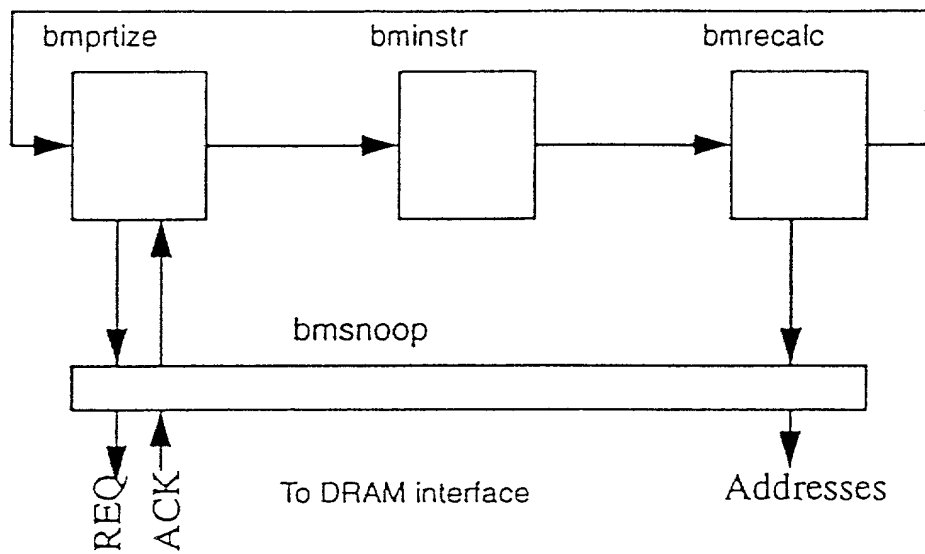 bmprtize
bminstr
bmrecalc
bmsnoop
REQ
ACK
To DRAM interface
Addresses